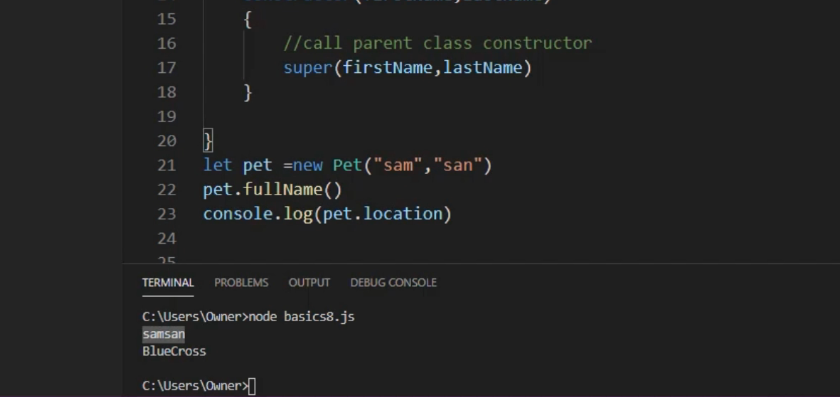 15 {
16 //call parent class constructor
17 super(firstName,lastName)
18 }
19
20 }
21 let pet =new Pet("sam","san")
22 pet.fullName()
23 console.log(pet.location)
24
25
TERMINAL PROBLEMS OUTPUT DEBUG CONSOLE
C:\Users\Owner>node basics8.js
samsan
BlueCross
C:\Users\Owner>